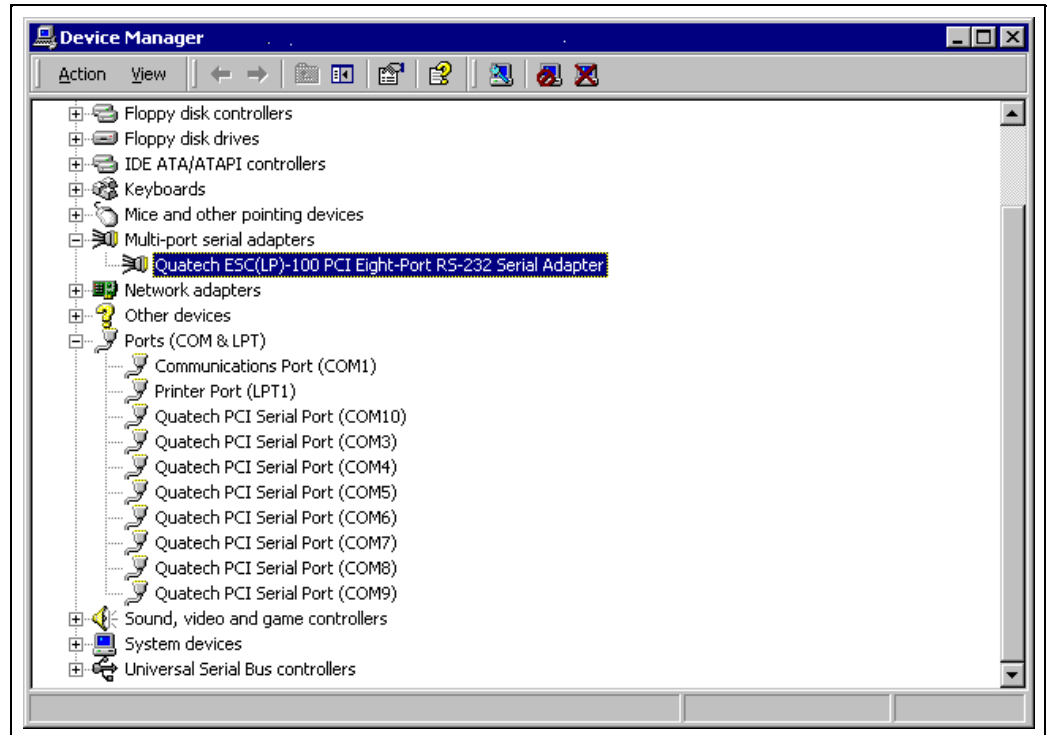 Device Manager
Action View
Floppy disk controllers
Floppy disk drives
IDE ATA/ATAPI controllers
Keyboards
Mice and other pointing devices
Multi-port serial adapters
Quatech ESC(LP)-100 PCI Eight-Port RS-232 Serial Adapter
Network adapters
Other devices
Ports (COM & LPT)
Communications Port (COM1)
Printer Port (LPT1)
Quatech PCI Serial Port (COM10)
Quatech PCI Serial Port (COM3)
Quatech PCI Serial Port (COM4)
Quatech PCI Serial Port (COM5)
Quatech PCI Serial Port (COM6)
Quatech PCI Serial Port (COM7)
Quatech PCI Serial Port (COM8)
Quatech PCI Serial Port (COM9)
Sound, video and game controllers
System devices
Universal Serial Bus controllers